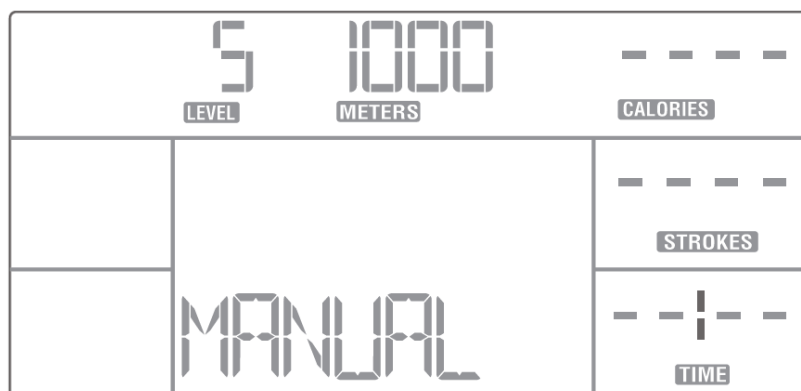 5 1000 - - - -
LEVEL METERS CALORIES
- - - -
STROKES
MANUAL - - : - -
TIME